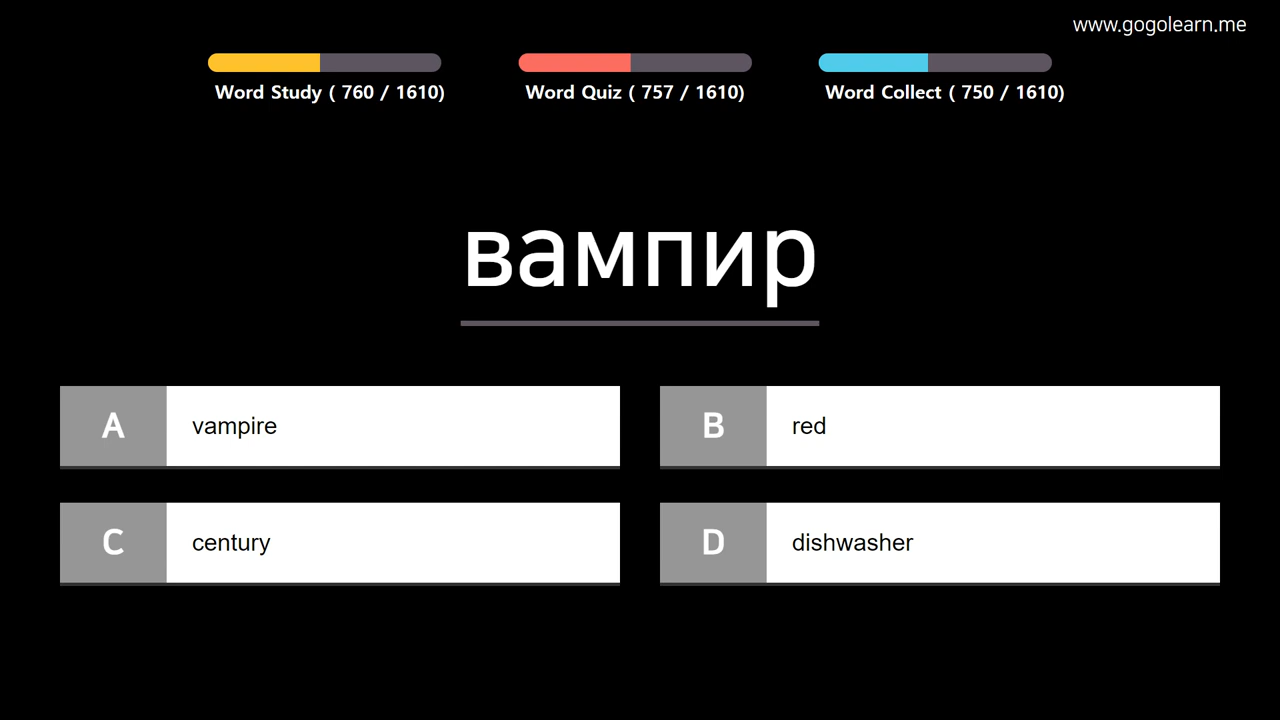 www.gogolearn.me
Word Study ( 760 / 1610)
Word Quiz ( 757 / 1610)
Word Collect ( 750 / 1610)
вампир
A vampire
B red
C century
D dishwasher